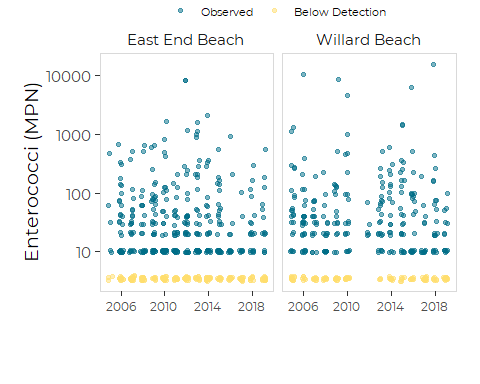 Observed Below Detection
East End Beach Willard Beach
Enterococci (MPN)
10000
1000
100
10
2006 2010 2014 2018 2006 2010 2014 2018